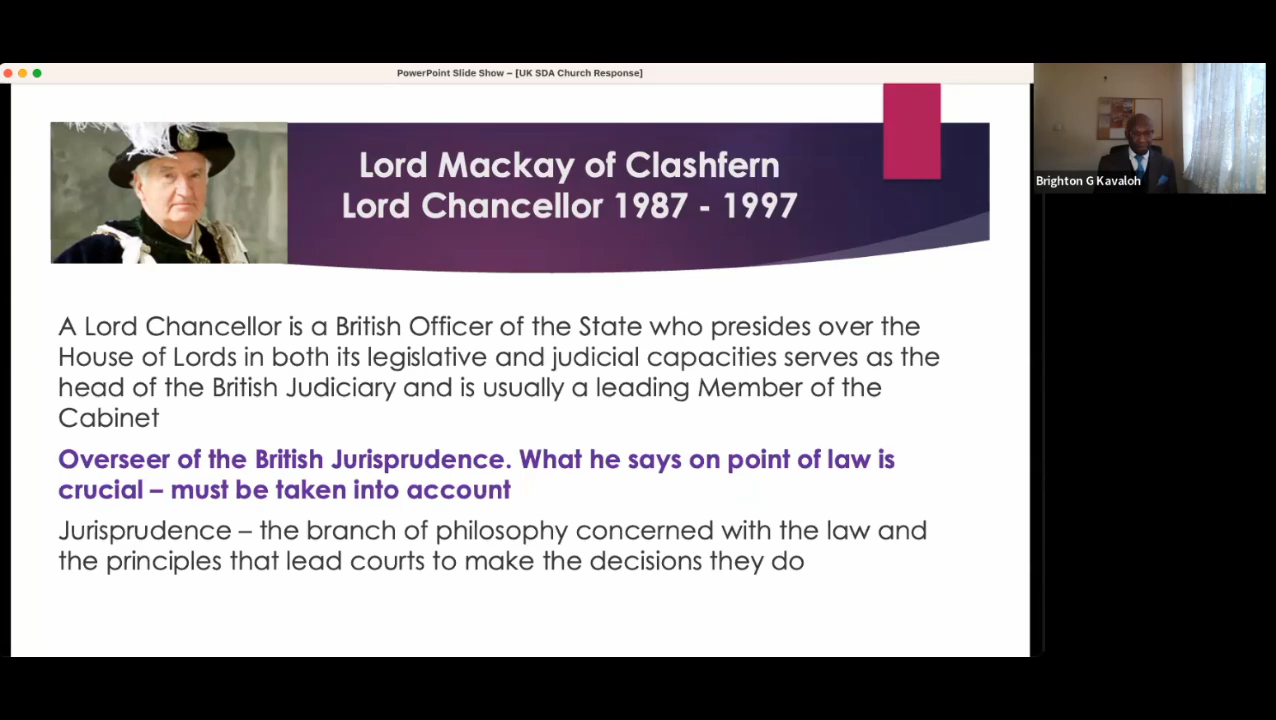 PowerPoint Slide Show – [UK SDA Church Response]
Lord Mackay of Clashfern
Lord Chancellor 1987 - 1997
Brighton G Kavaloh
A Lord Chancellor is a British Officer of the State who presides over the
House of Lords in both its legislative and judicial capacities serves as the
head of the British Judiciary and is usually a leading Member of the
Cabinet
Overseer of the British Jurisprudence. What he says on point of law is
crucial – must be taken into account
Jurisprudence – the branch of philosophy concerned with the law and
the principles that lead courts to make the decisions they do